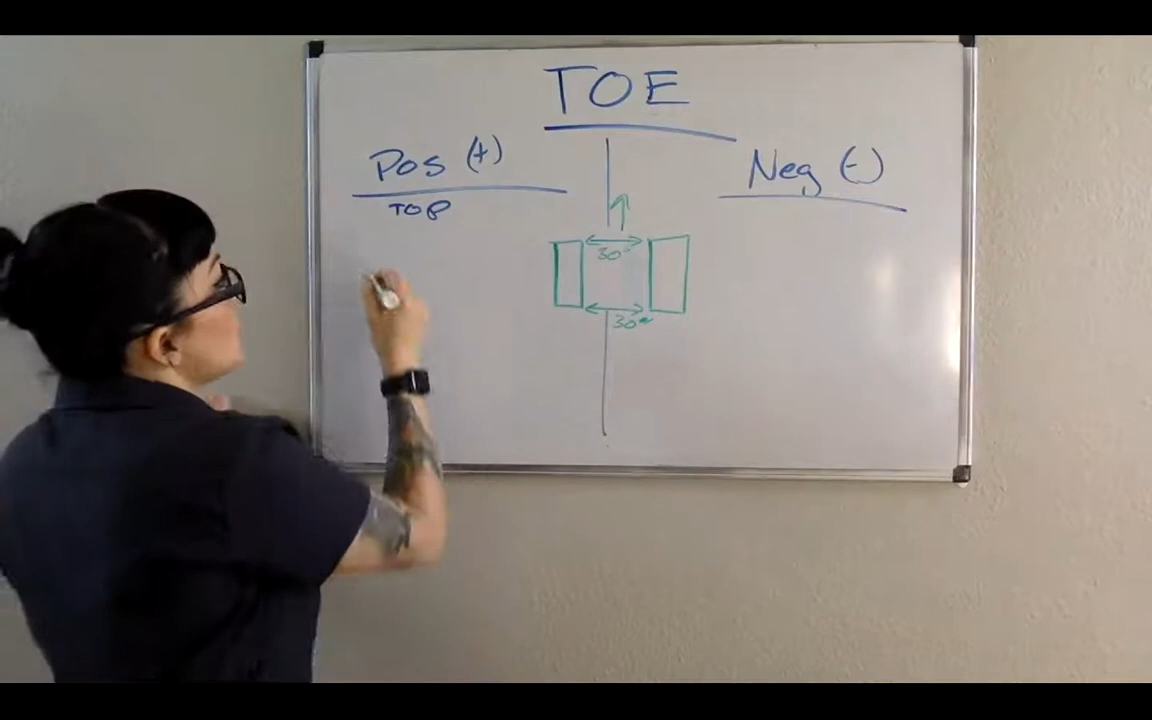 TOE
Pos (+)
Neg (-)
TOP
30"
30"